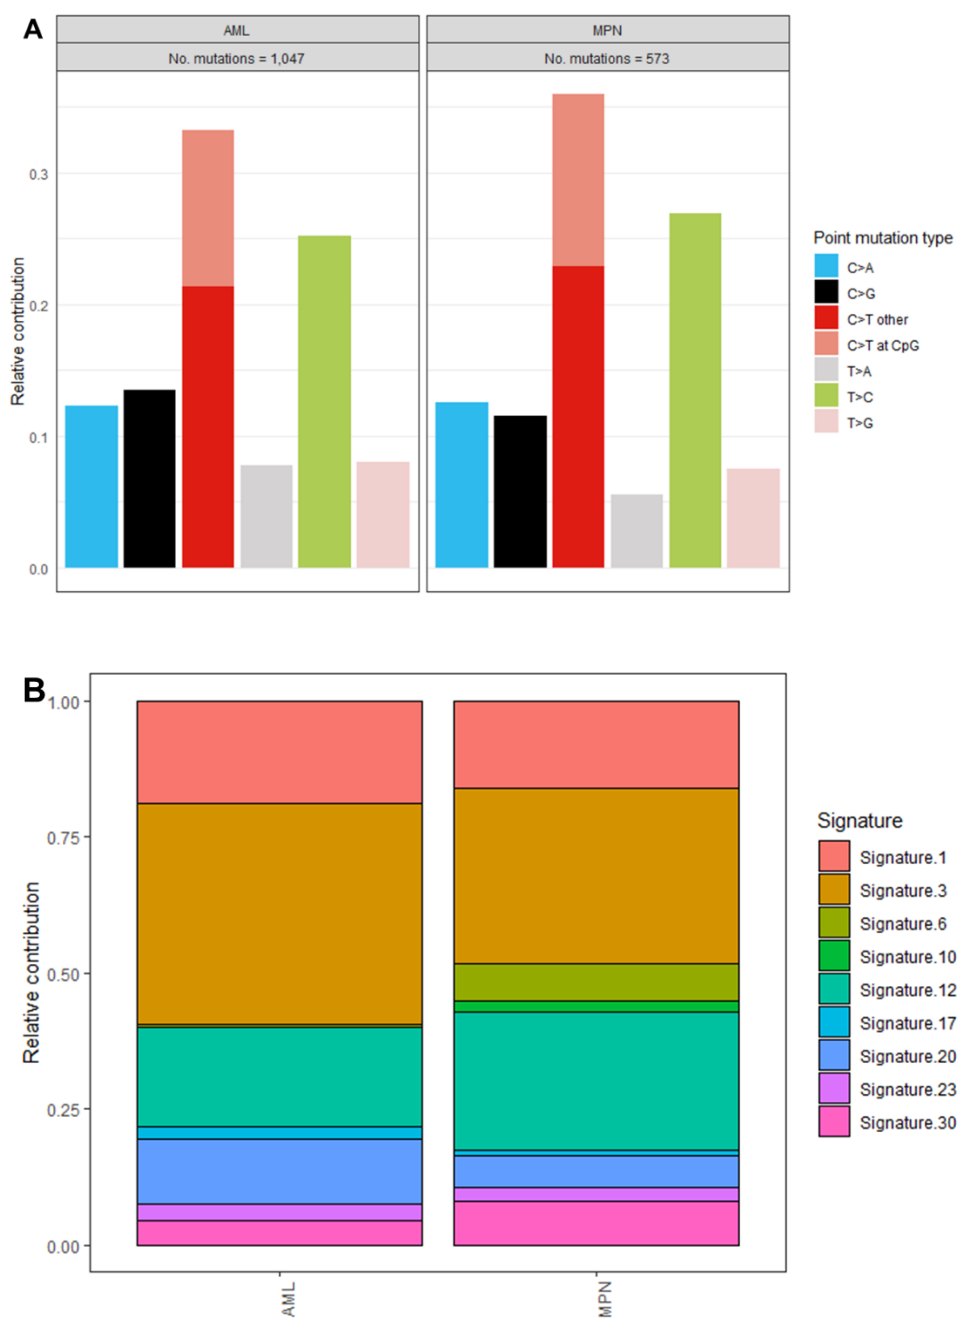 A
AML
MPN
No. mutations = 1,047
No. mutations = 573
Relative contribution
0.3
0.2
0.1
0.0
Point mutation type
C>A
C>G
C>T other
C>T at CpG
T>A
T>C
T>G
B
Relative contribution
1.00
0.75
0.50
0.25
0.00
AML
MPN
Signature
Signature.1
Signature.3
Signature.6
Signature.10
Signature.12
Signature.17
Signature.20
Signature.23
Signature.30